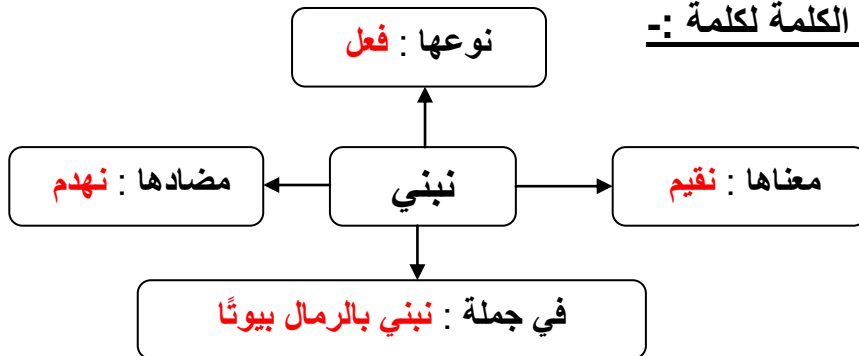 الكلمة لكلمة :-
نوعها : فعل
معناها : نقيم
نبني
مضادها : نهدم
في جملة : نبني بالرمال بيوتًا